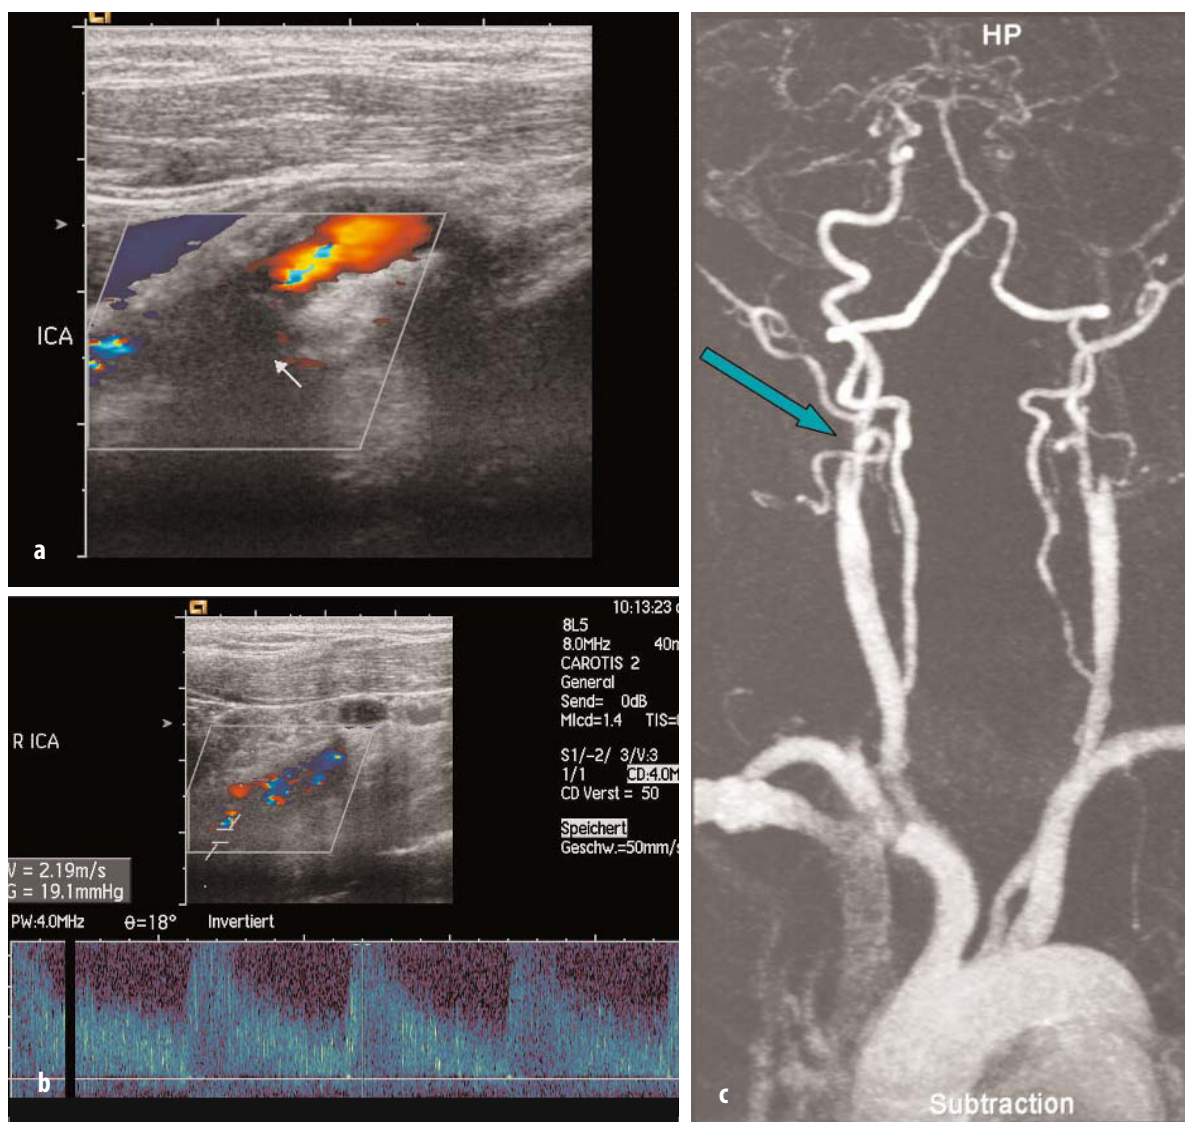 ICA
a
10:13:23
8L5
8.0MHz 40m
CAROTIS 2
General
Send= 0dB
MIcd=1.4 TIS=
R ICA
S1/-2/ 3/V:3
1/1 CD:4.0M
CD Verst = 50
Speichert
Geschw.=50mm/s
V = 2.19m/s
G = 19.1mmHg
PW:4.0MHz θ=18° Invertiert
b
HP
c
Subtraction